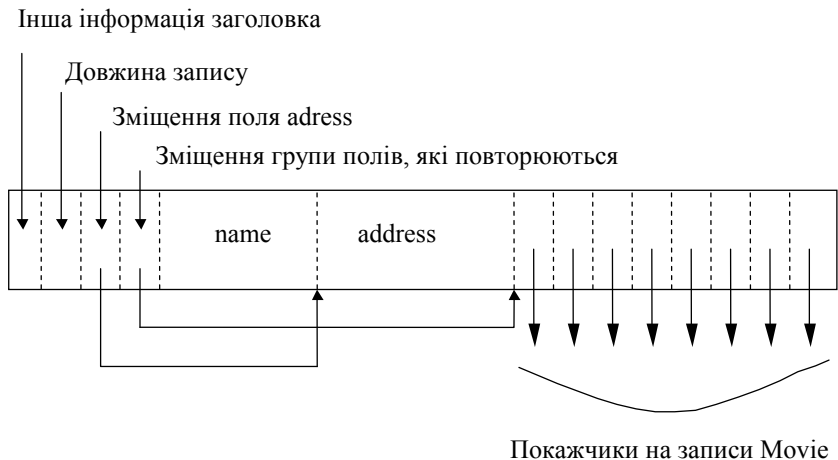 Інша інформація заголовка
Довжина запису
Зміщення поля adress
Зміщення групи полів, які повторюються
name
address
Покажчики на записи Movie